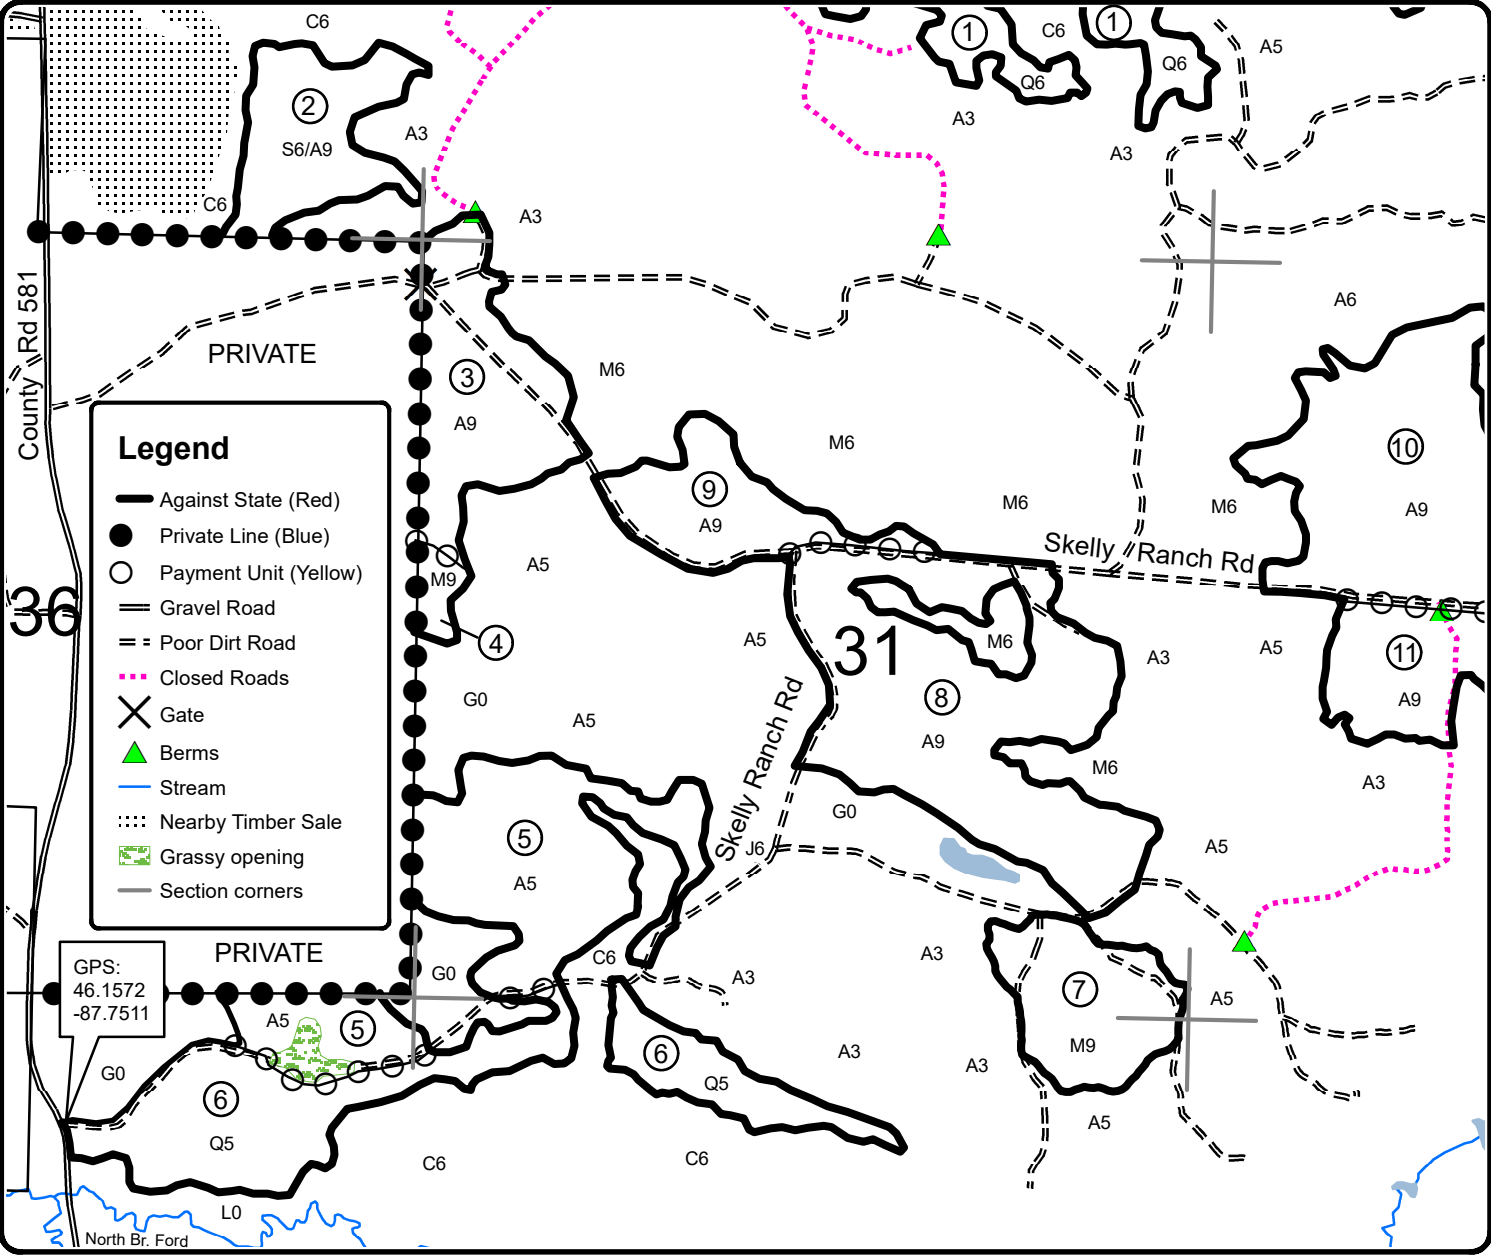 C6
1
C6
1
A5
Q6
Q6
2
A3
A3
S6/A9
A3
C6
A3
County Rd 581
A6
PRIVATE
M6
3
A9
M6
10
9
A9
M6
M6
A9
Skelly Ranch Rd
Legend
Against State (Red)
Private Line (Blue)
Payment Unit (Yellow)
Gravel Road
Poor Dirt Road
Closed Roads
Gate
Berms
Stream
Nearby Timber Sale
Grassy opening
Section corners
A5
M9
36
4
A5
31
M6
A3
A5
11
G0
A5
8
A9
A9
Skelly Ranch Rd
M6
A3
G0
5
J6
A5
A5
PRIVATE
G0
C6
A3
A3
GPS:
46.1572
-87.7511
7
A5
A5
5
M9
G0
6
A3
A3
Q5
6
Q5
A5
C6
C6
L0
North Br. Ford